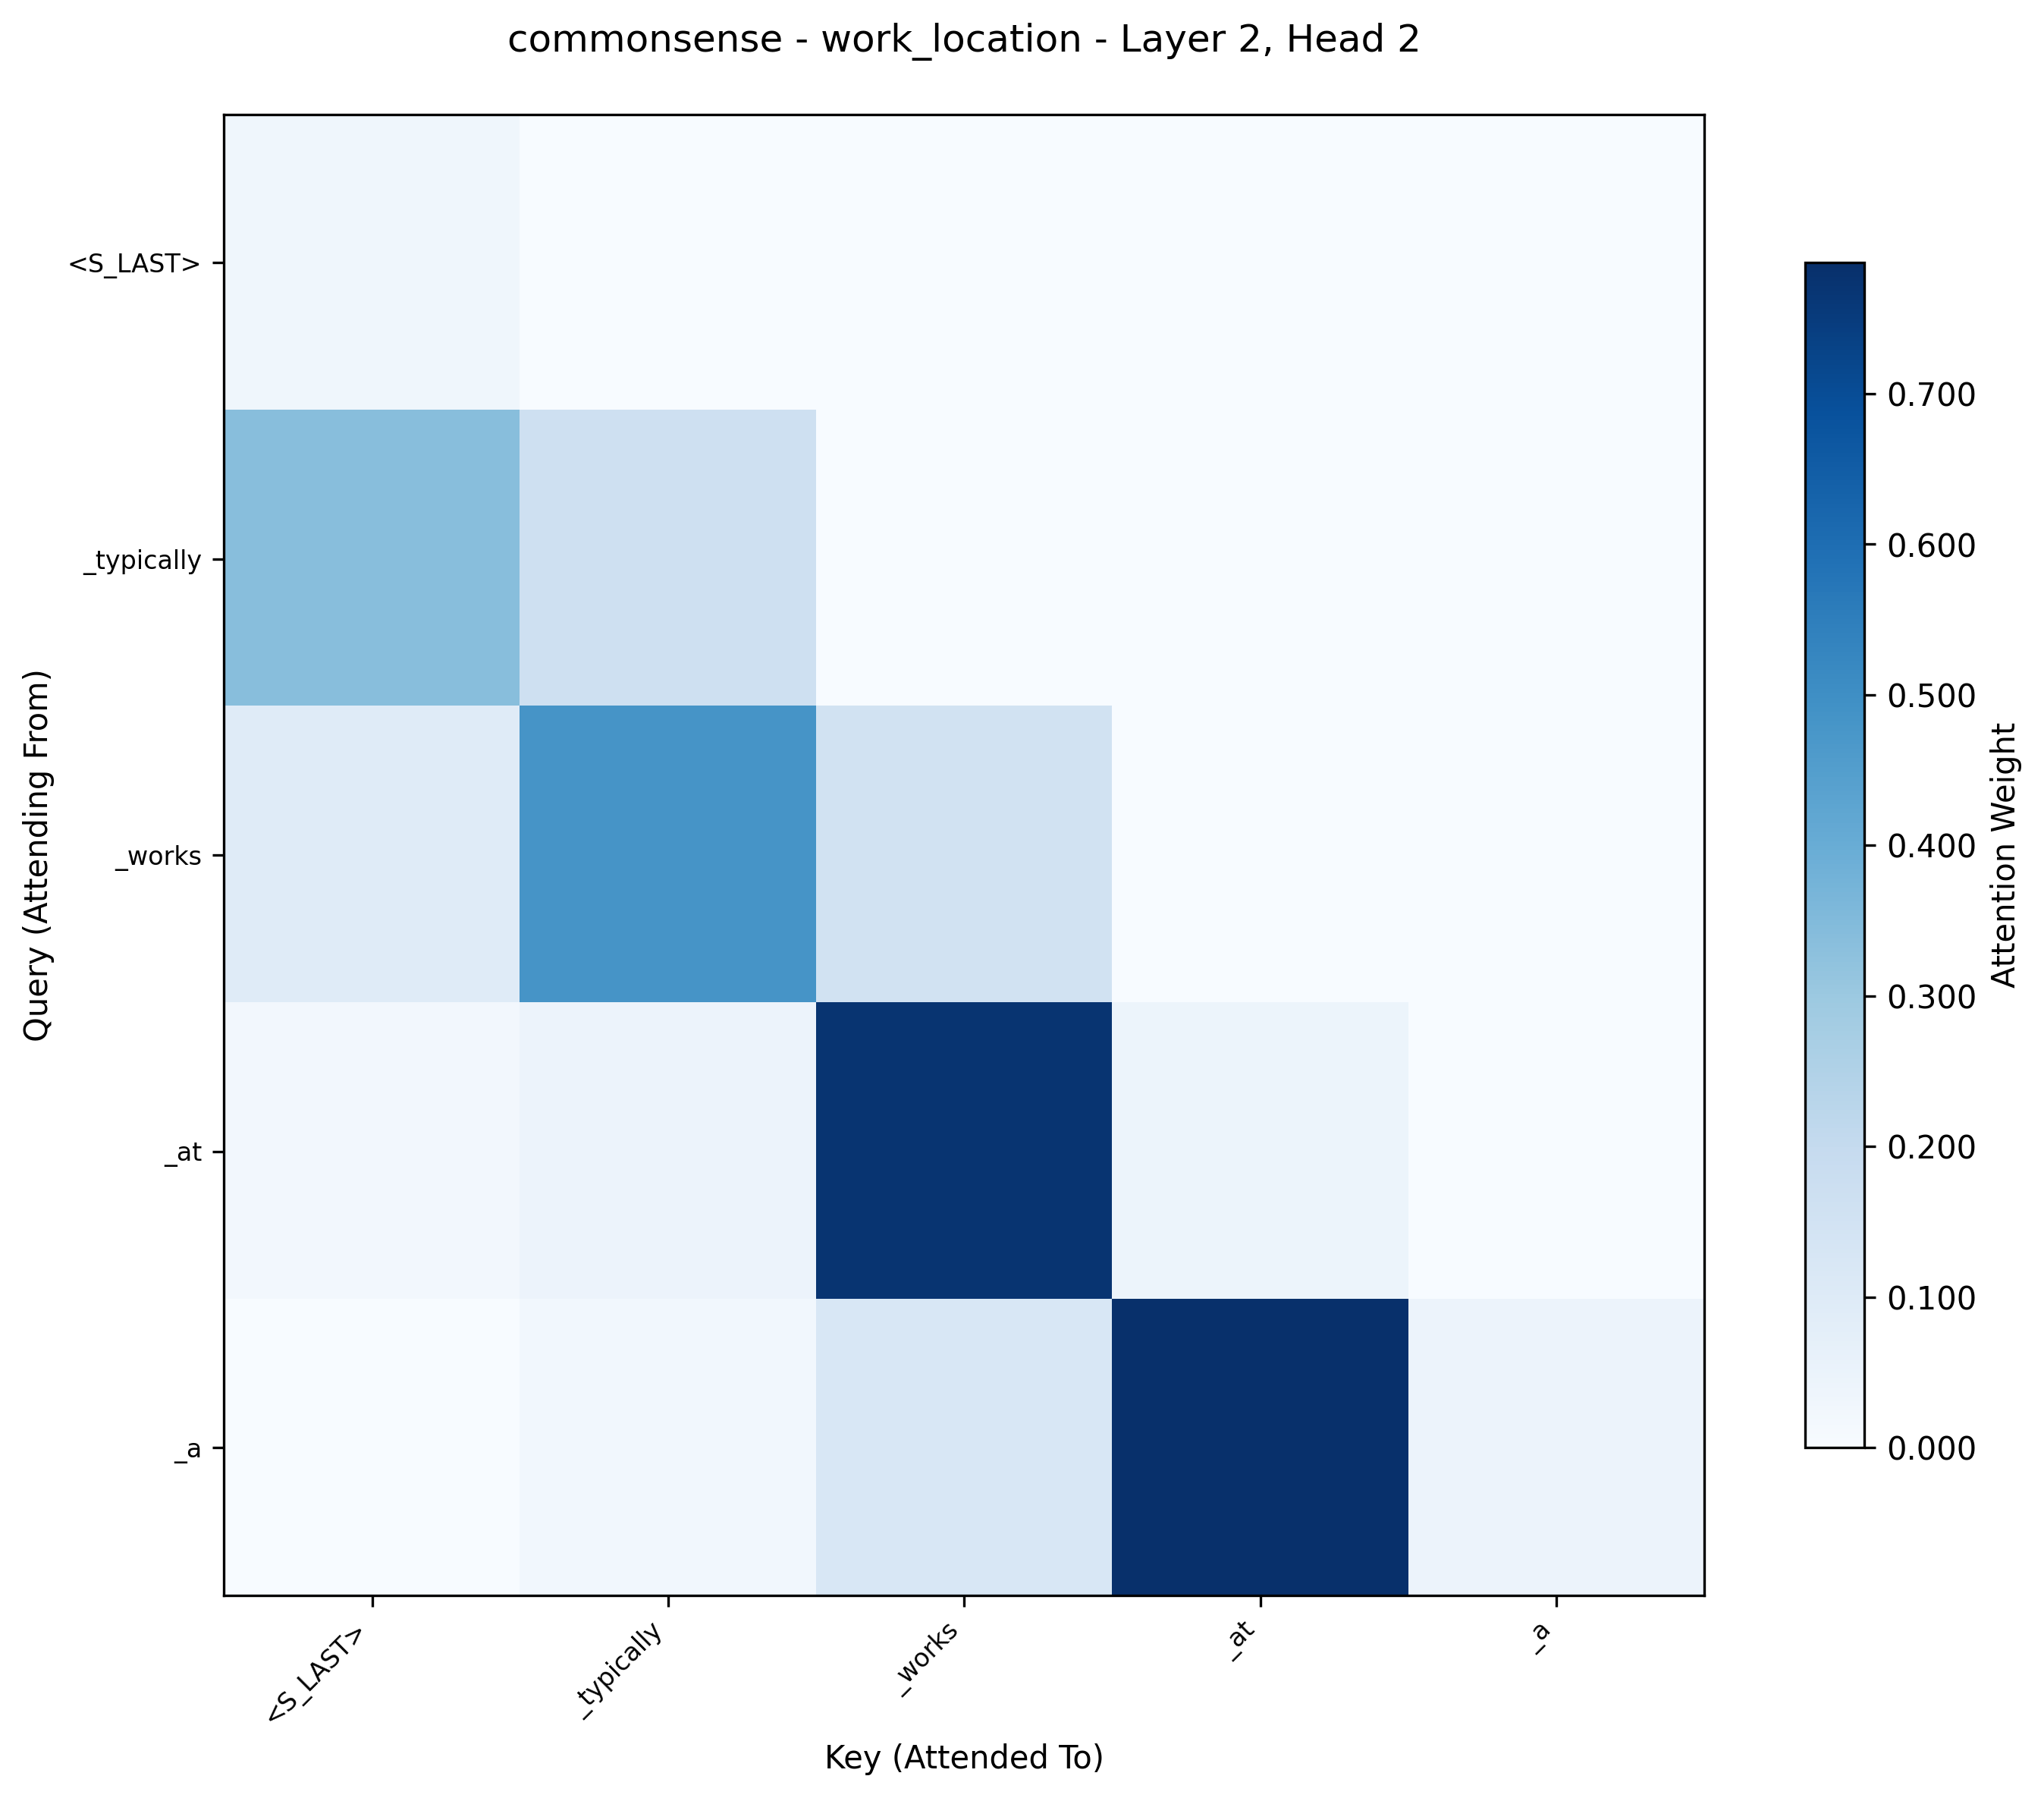 commonsense - work_location - Layer 2, Head 2
Query (Attending From)
<S_LAST>
_typically
_works
_at
_a
<S_LAST>
_typically
_works
_at
_a
Key (Attended To)
0.700
0.600
0.500
0.400
0.300
0.200
0.100
0.000
Attention Weight